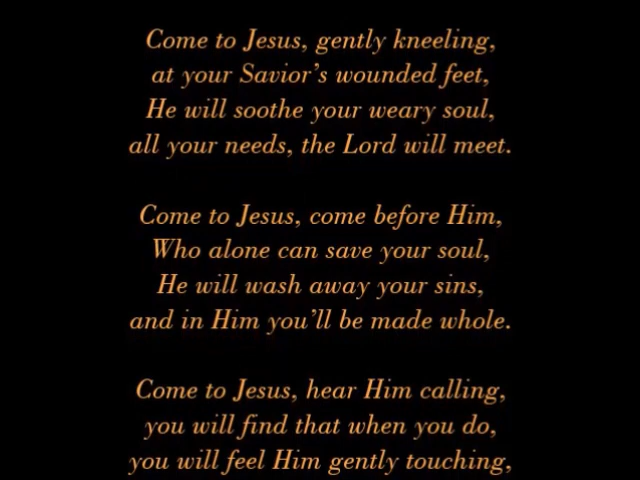 Come to Jesus, gently kneeling,
at your Savior’s wounded feet,
He will soothe your weary soul,
all your needs, the Lord will meet.
Come to Jesus, come before Him,
Who alone can save your soul,
He will wash away your sins,
and in Him you’ll be made whole.
Come to Jesus, hear Him calling,
you will find that when you do,
you will feel Him gently touching,